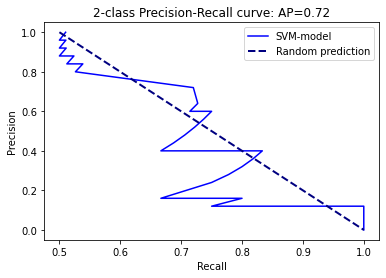 2-class Precision-Recall curve: AP=0.72
SVM-model
Random prediction
1.0
0.8
0.6
0.4
0.2
0.0
Precision
0.5 0.6 0.7 0.8 0.9 1.0
Recall